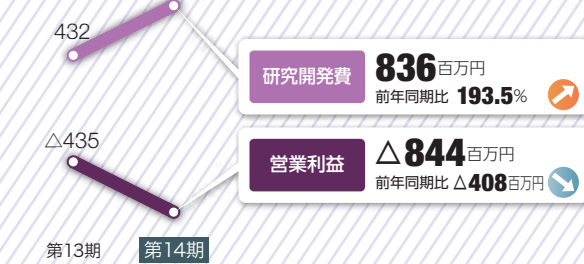 432
研究開発費
836百万円
前年同期比 193.5%
△435
営業利益
△844百万円
前年同期比 △408百万円
第13期
第14期